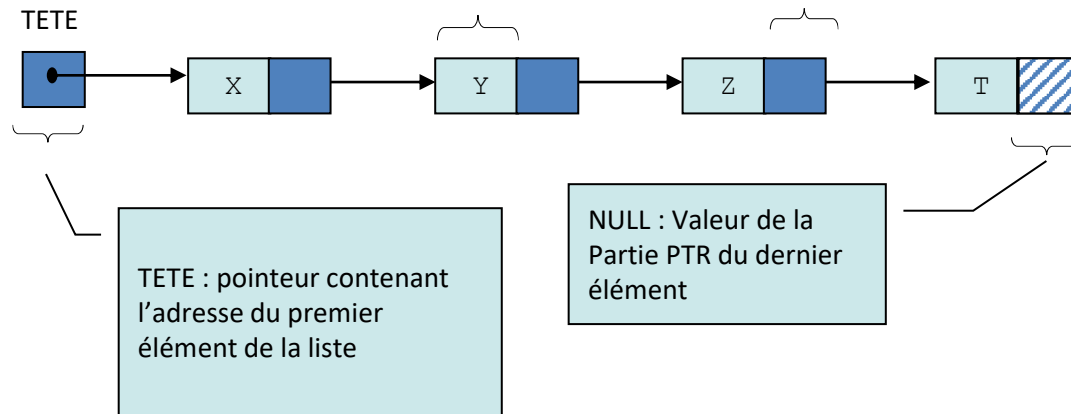 TETE
X
Y
Z
T
TETE : pointeur contenant
l’adresse du premier
élément de la liste
NULL : Valeur de la
Partie PTR du dernier
élément